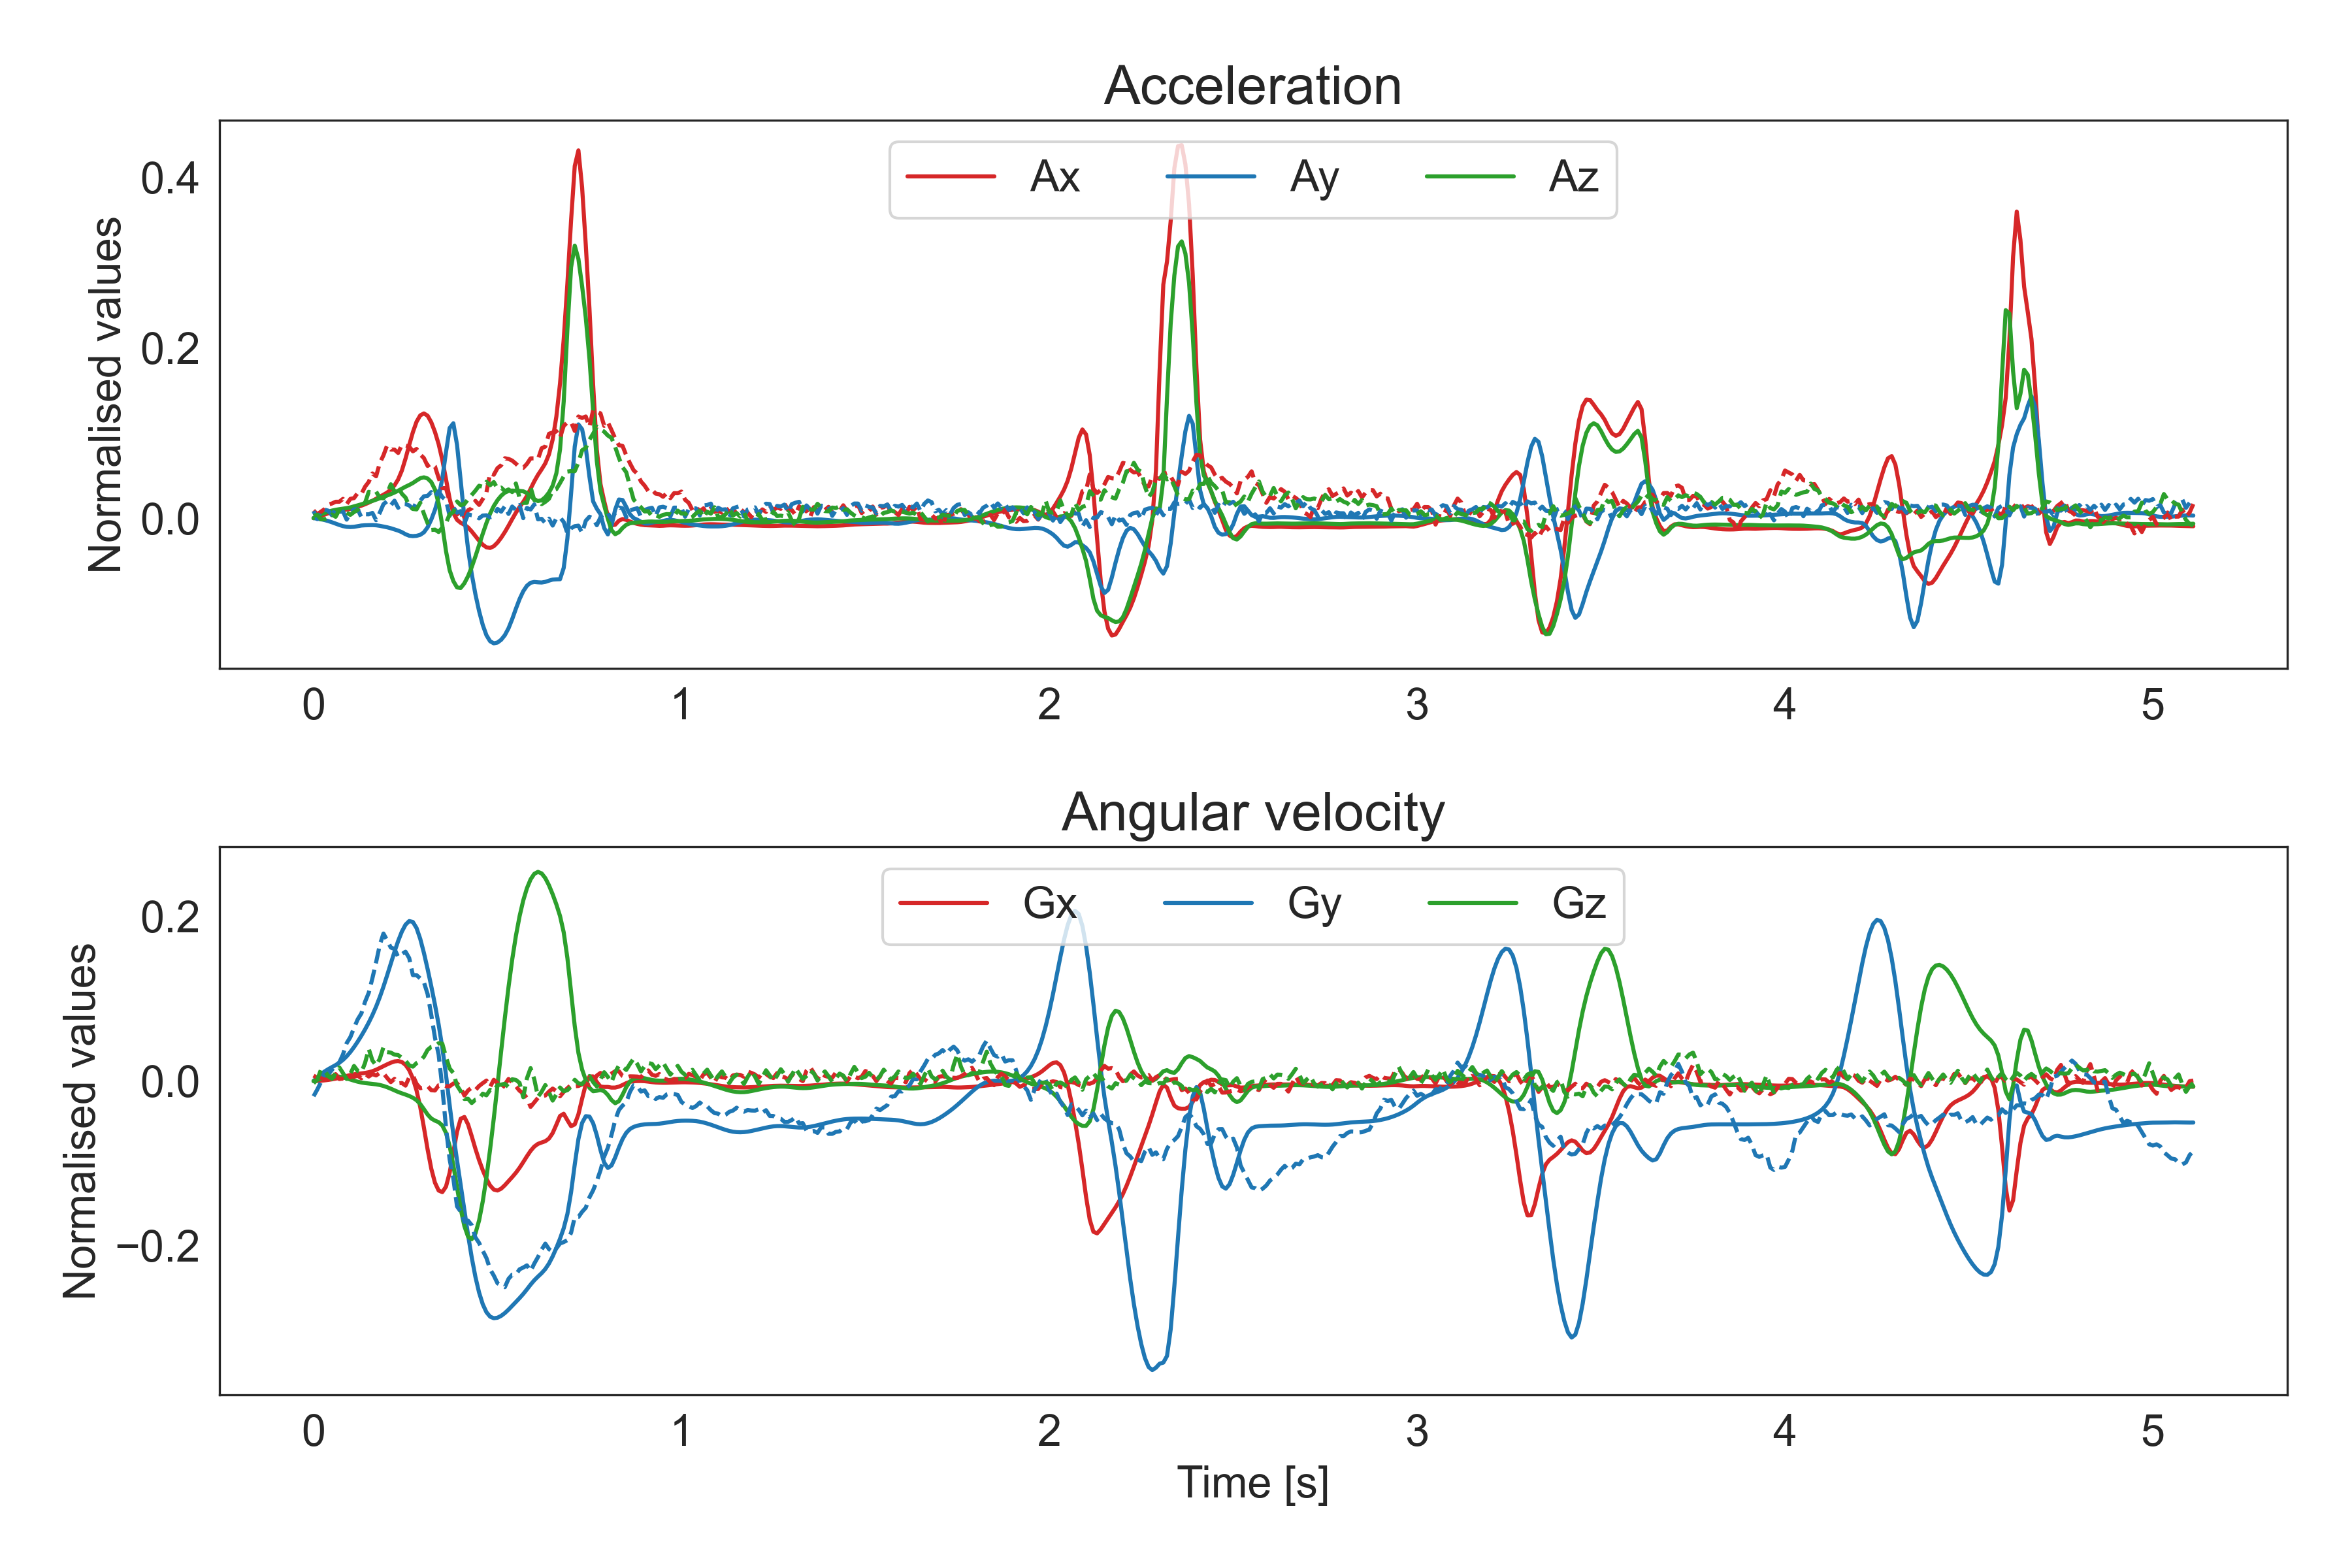 Acceleration
Ax Ay Az
Normalised values
0.4
0.2
0.0
0 1 2 3 4 5
Angular velocity
Gx Gy Gz
Normalised values
0.2
0.0
−0.2
0 1 2 3 4 5
Time [s]